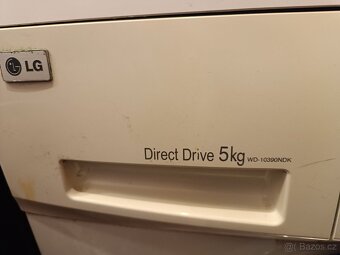 LG
Direct Drive 5kg WD-10390NDK
© Bazos.cz